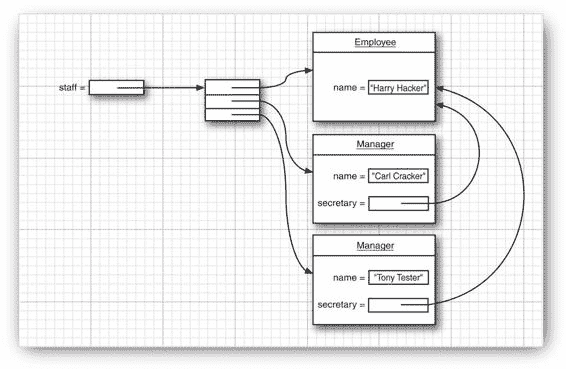 Employee
staff =
name = "Harry Hacker"
Manager
name = "Carl Cracker"
secretary =
Manager
name = "Tony Tester"
secretary =